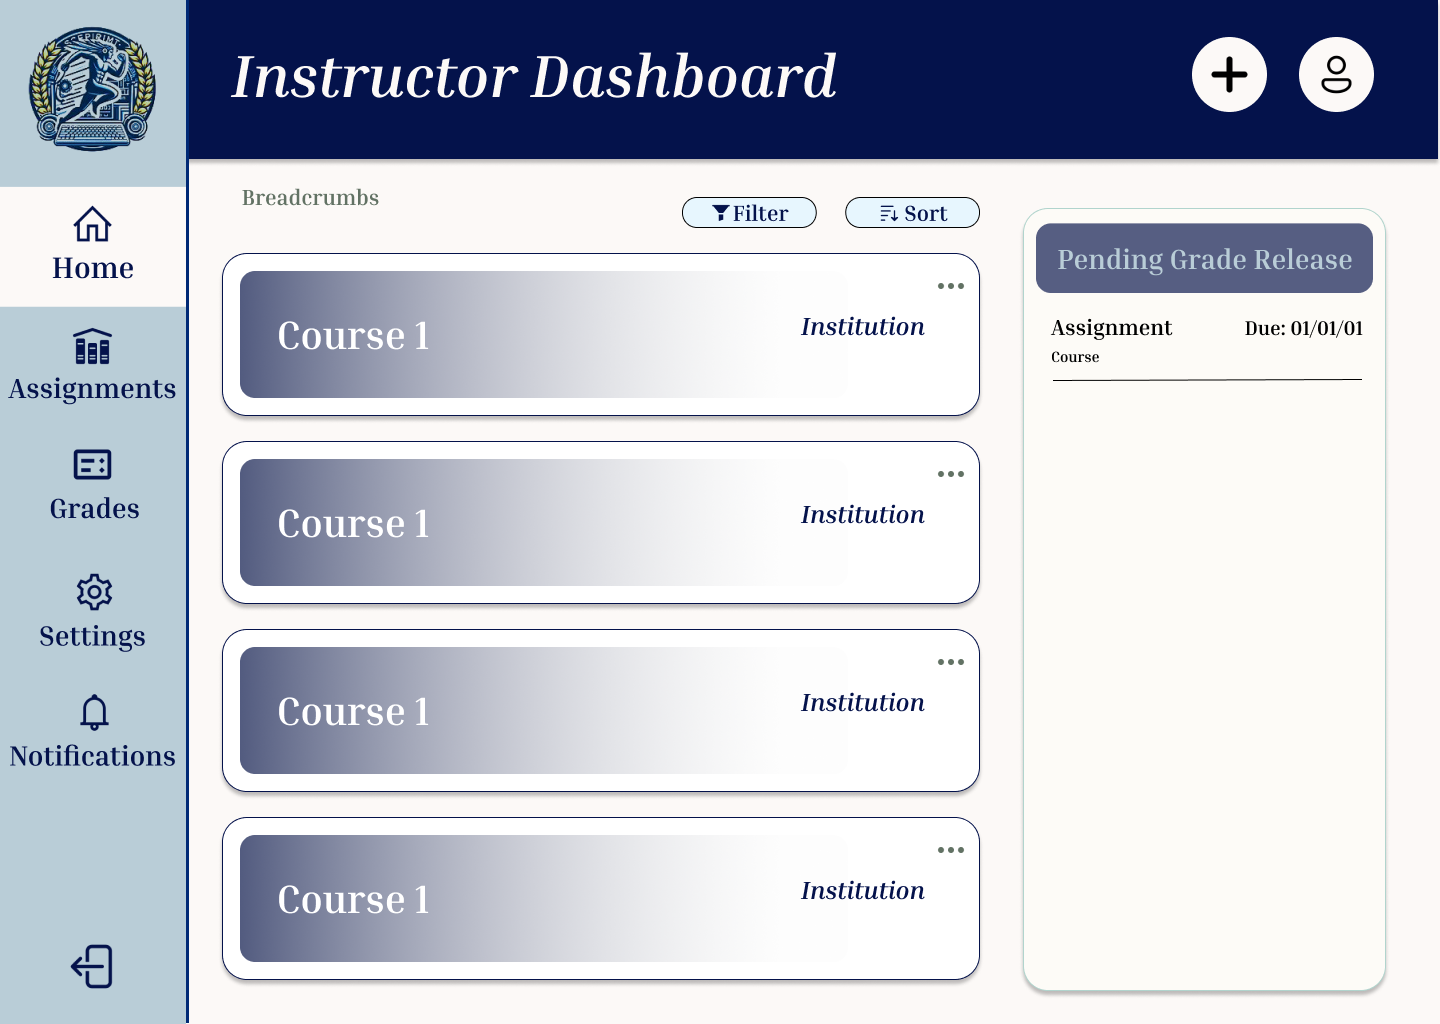 Instructor Dashboard
Home
Assignments
Grades
Settings
Notifications
Breadcrumbs
Filter
Sort
Course 1
Institution
Course 1
Institution
Course 1
Institution
Course 1
Institution
Pending Grade Release
Assignment Due: 01/01/01
Course